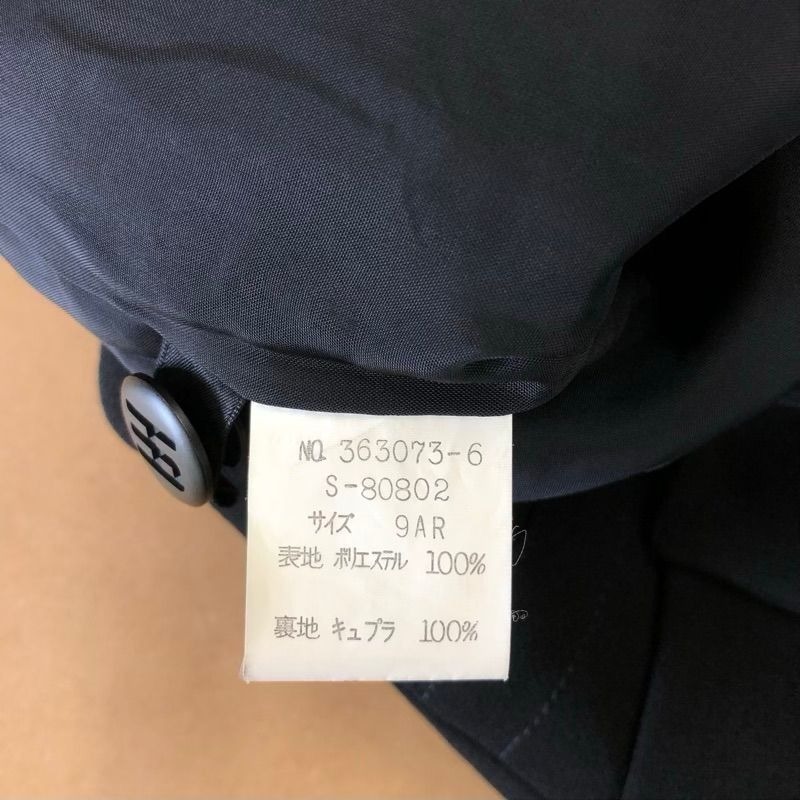 NO. 363073-6
S-80802
サイズ 9AR
表地 ポリエステル 100%
裏地 キュプラ 100%